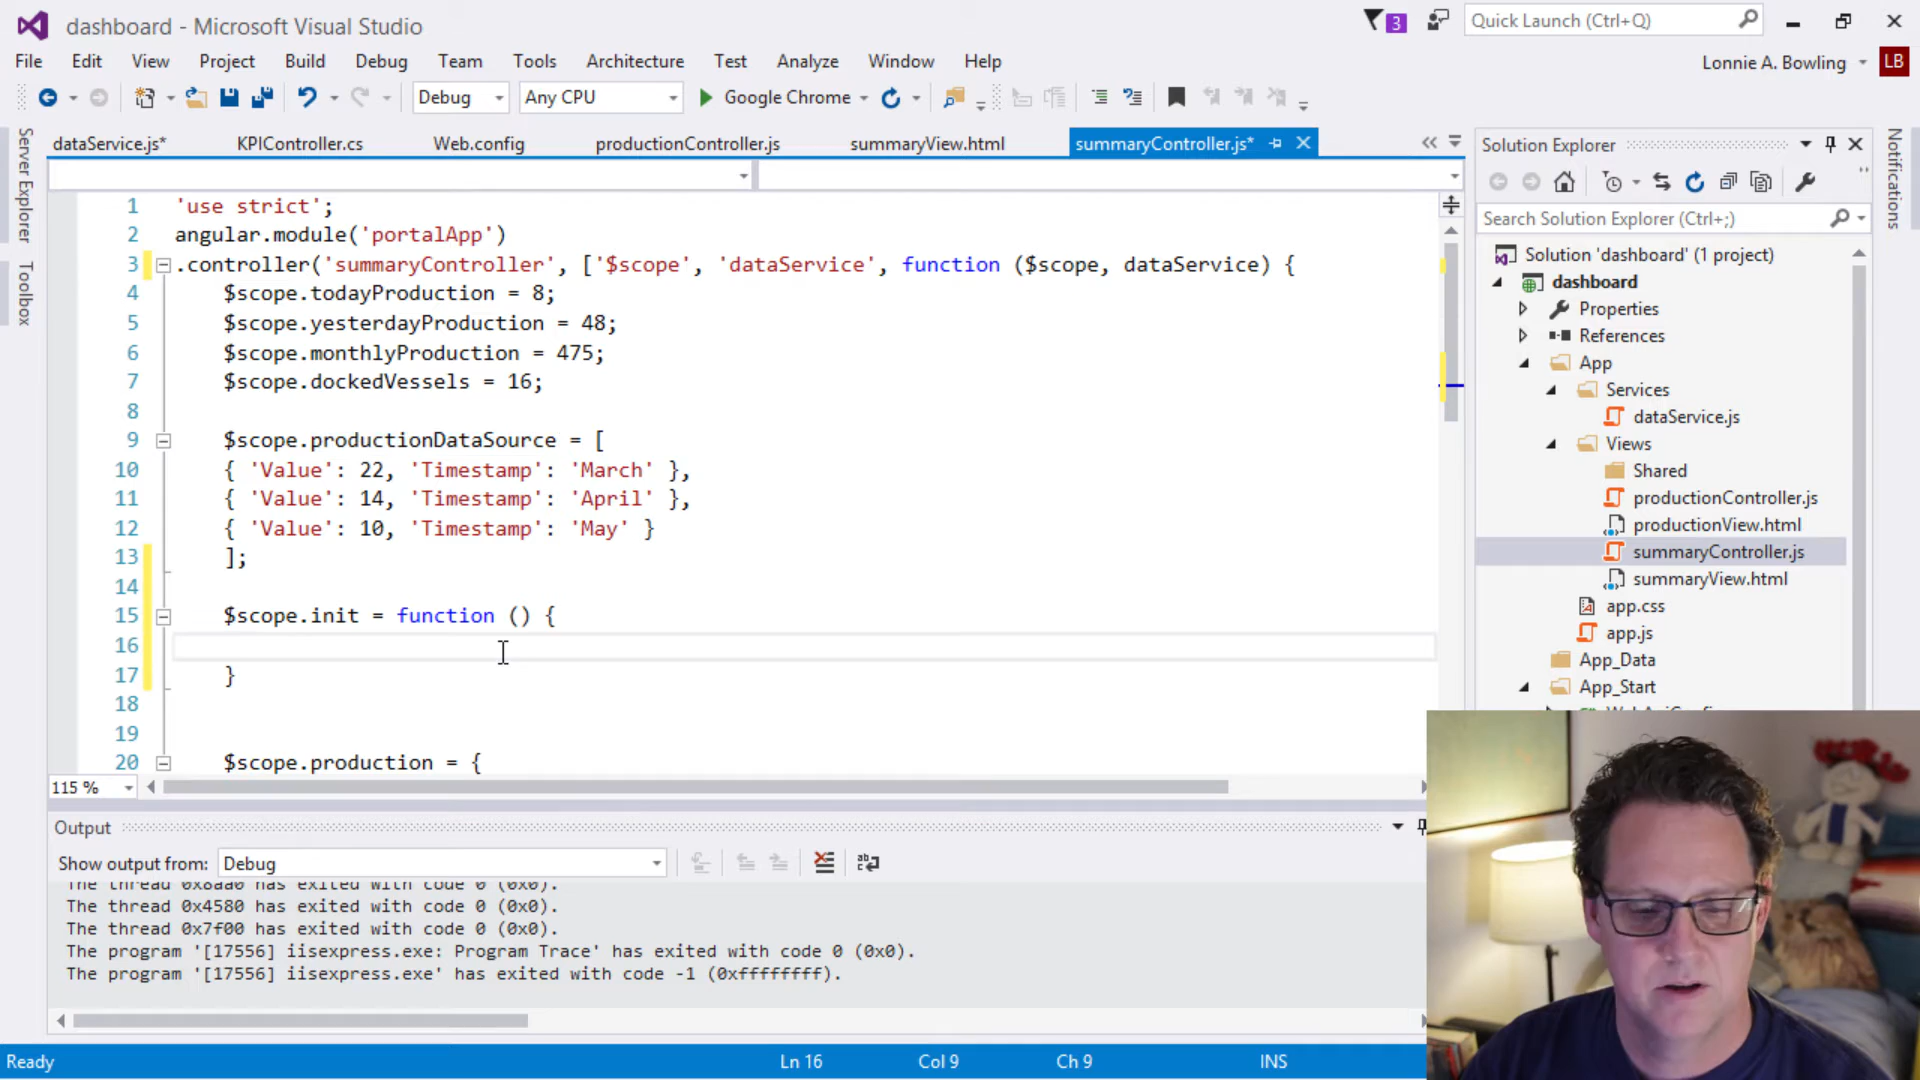 dashboard - Microsoft Visual Studio
3
Quick Launch (Ctrl+Q)
File Edit View Project Build Debug Team Tools Architecture Test Analyze Window Help
Lonnie A. Bowling LB
Debug Any CPU Google Chrome
Server Explorer
Toolbox
dataService.js* KPIController.cs Web.config productionController.js summaryView.html summaryController.js*
1 'use strict';
2 angular.module('portalApp')
3 .controller('summaryController', ['$scope', 'dataService', function ($scope, dataService) {
4 $scope.todayProduction = 8;
5 $scope.yesterdayProduction = 48;
6 $scope.monthlyProduction = 475;
7 $scope.dockedVessels = 16;
8
9 $scope.productionDataSource = [
10 { 'Value': 22, 'Timestamp': 'March' },
11 { 'Value': 14, 'Timestamp': 'April' },
12 { 'Value': 10, 'Timestamp': 'May' }
13 ];
14
15 $scope.init = function () {
16
17 }
18
19
20 $scope.production = {
115 %
Output
Show output from: Debug
The thread 0x8aa0 has exited with code 0 (0x0).
The thread 0x4580 has exited with code 0 (0x0).
The thread 0x7f00 has exited with code 0 (0x0).
The program '[17556] iisexpress.exe: Program Trace' has exited with code 0 (0x0).
The program '[17556] iisexpress.exe' has exited with code -1 (0xffffffff).
Ready Ln 16 Col 9 Ch 9 INS
Solution Explorer
Search Solution Explorer (Ctrl+;)
Solution 'dashboard' (1 project)
dashboard
Properties
References
App
Services
dataService.js
Views
Shared
productionController.js
productionView.html
summaryController.js
summaryView.html
app.css
app.js
App_Data
App_Start
Notifications